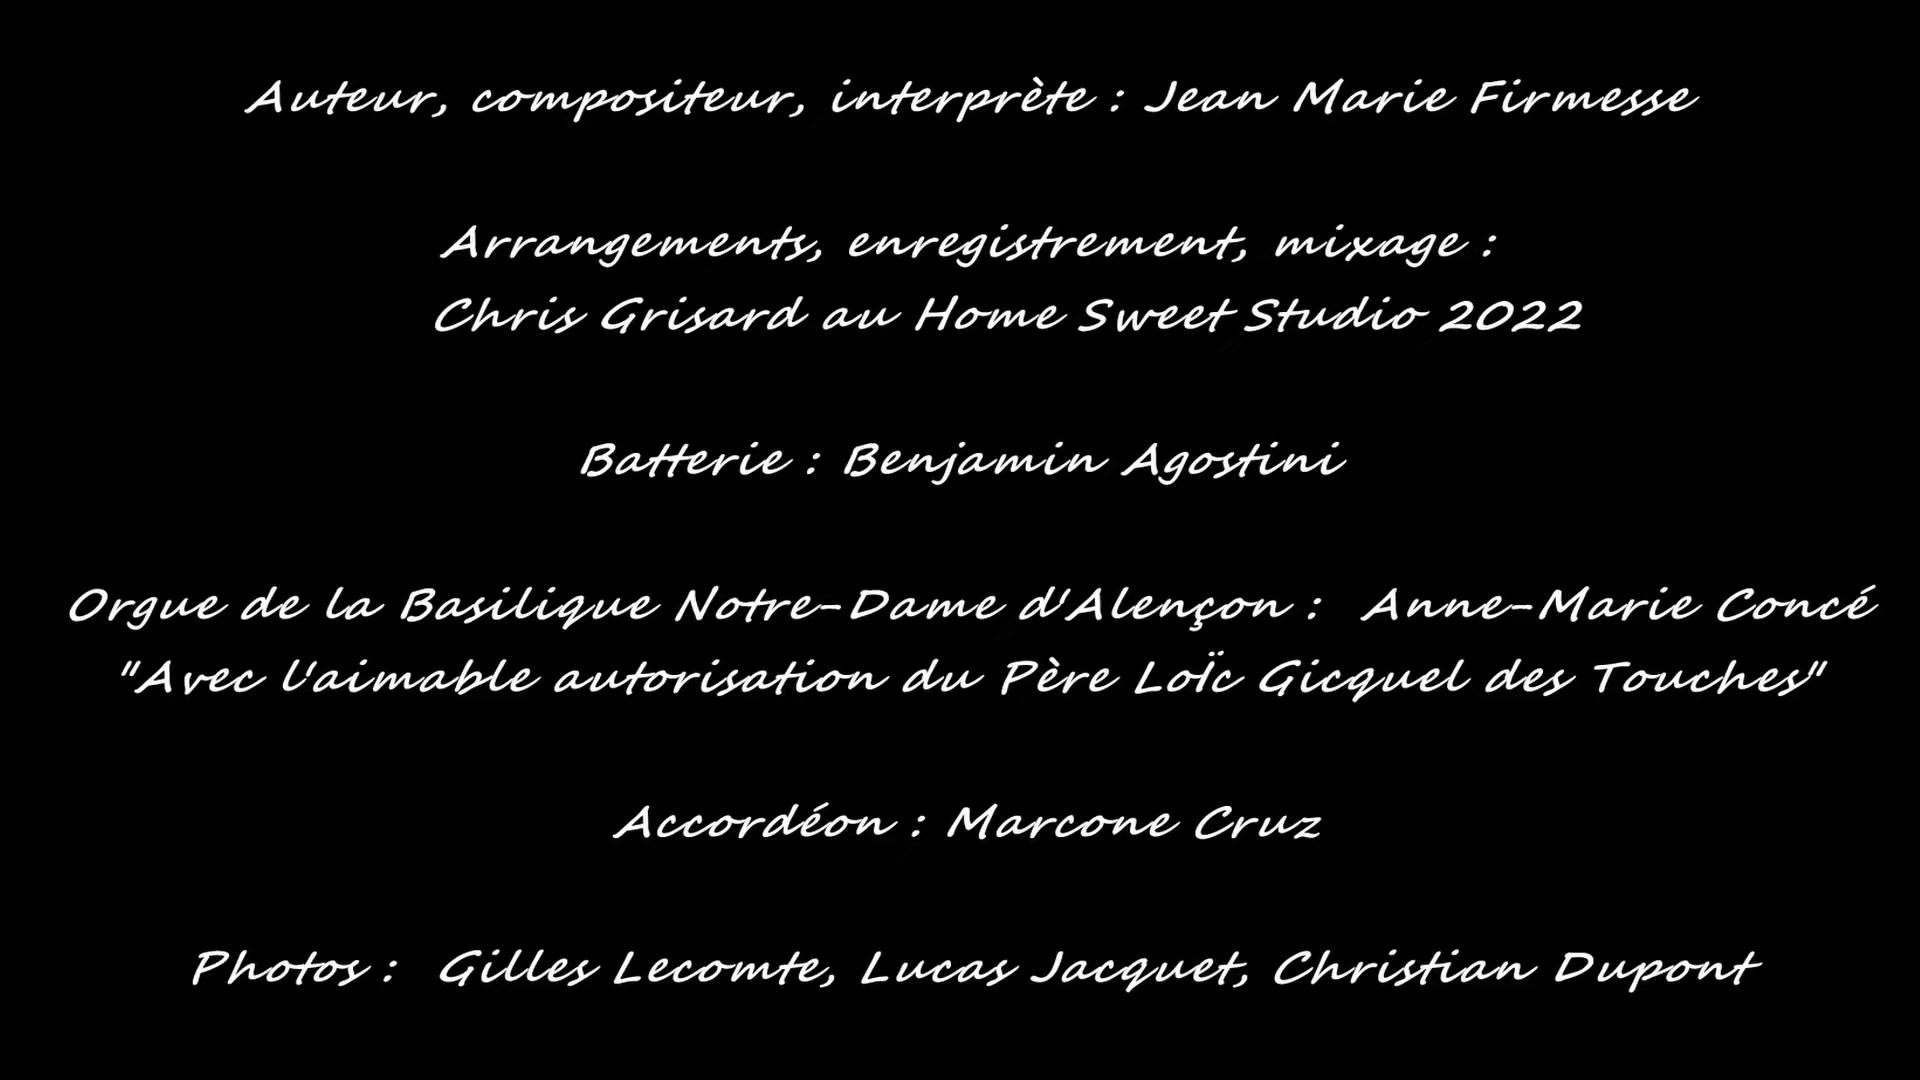 Auteur, compositeur, interprète : Jean Marie Firmesse
Arrangements, enregistrement, mixage :
Chris Grisard au Home Sweet Studio 2022
Batterie : Benjamin Agostini
Orgue de la Basilique Notre-Dame d'Alençon : Anne-Marie Concé
"Avec l'aimable autorisation du Père LoÏc Gicquel des Touches"
Accordéon : Marcone Cruz
Photos : Gilles Lecomte, Lucas Jacquet, Christian Dupont